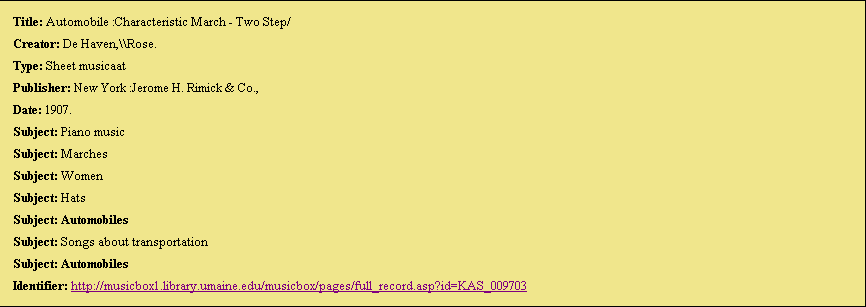 Title: Automobile :Characteristic March - Two Step/
Creator: De Haven,\\Rose.
Type: Sheet musicaat
Publisher: New York :Jerome H. Rimick & Co.,
Date: 1907.
Subject: Piano music
Subject: Marches
Subject: Women
Subject: Hats
Subject: Automobiles
Subject: Songs about transportation
Subject: Automobiles
Identifier: http://musicbox1.library.umaine.edu/musicbox/pages/full_record.asp?id=KAS_009703